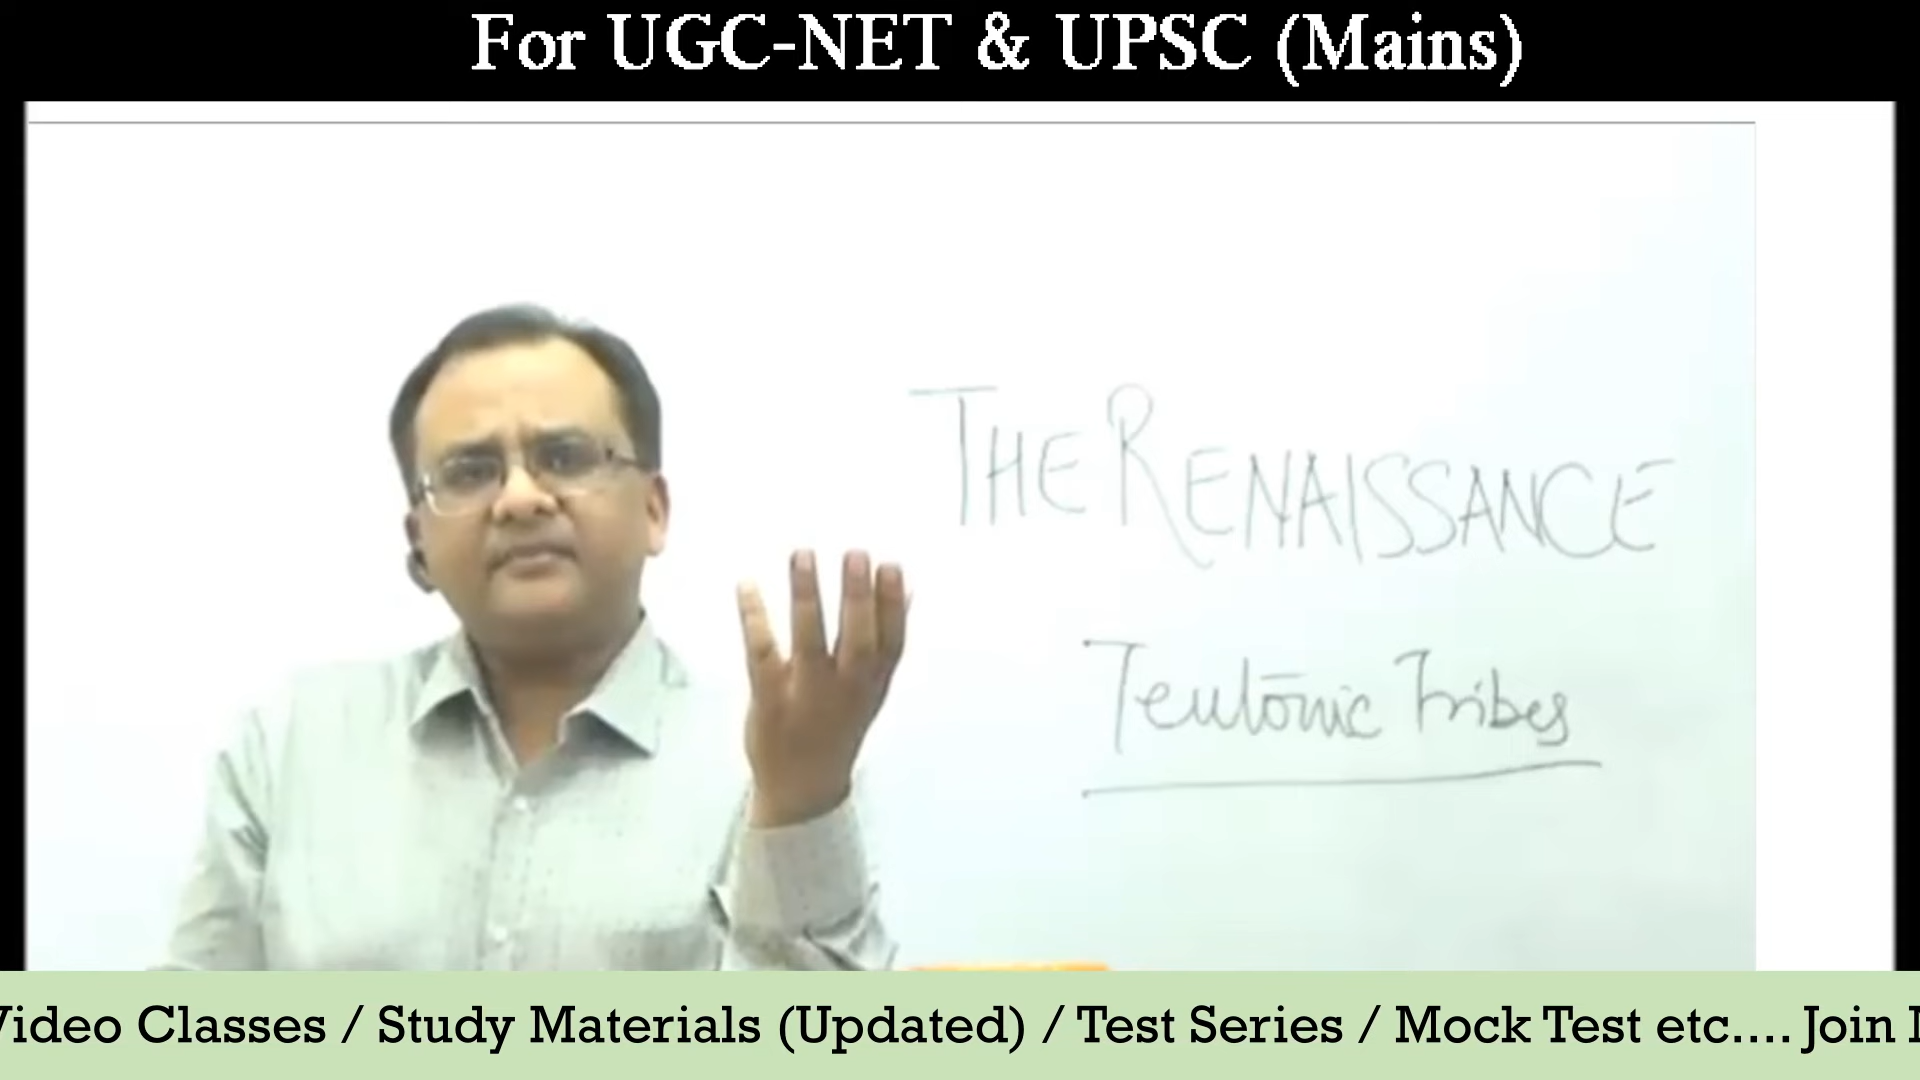 For UGC-NET & UPSC (Mains)
THE RENAISSANCE
Teutonic Tribes
Video Classes / Study Materials (Updated) / Test Series / Mock Test etc.... Join